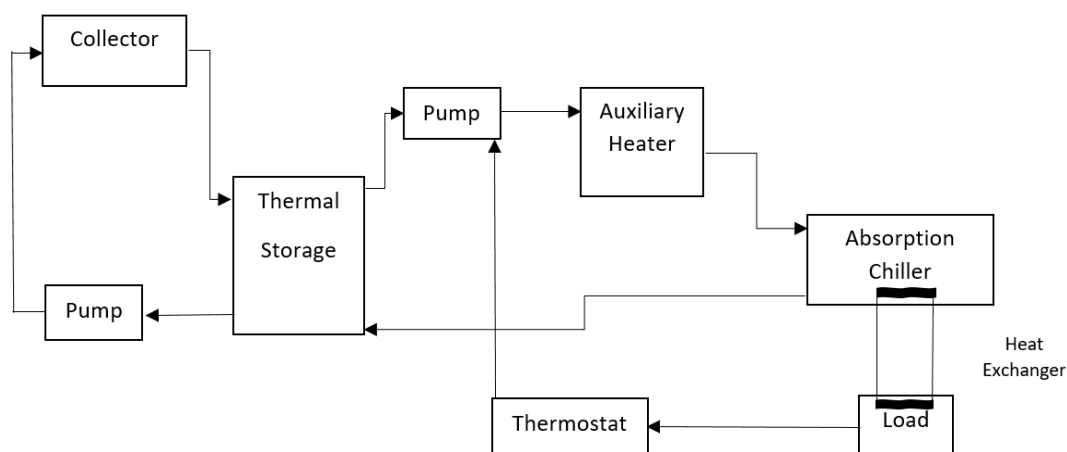 Collector
Pump
Auxiliary
Heater
Thermal
Storage
Absorption
Chiller
Pump
Heat
Exchanger
Thermostat
Load